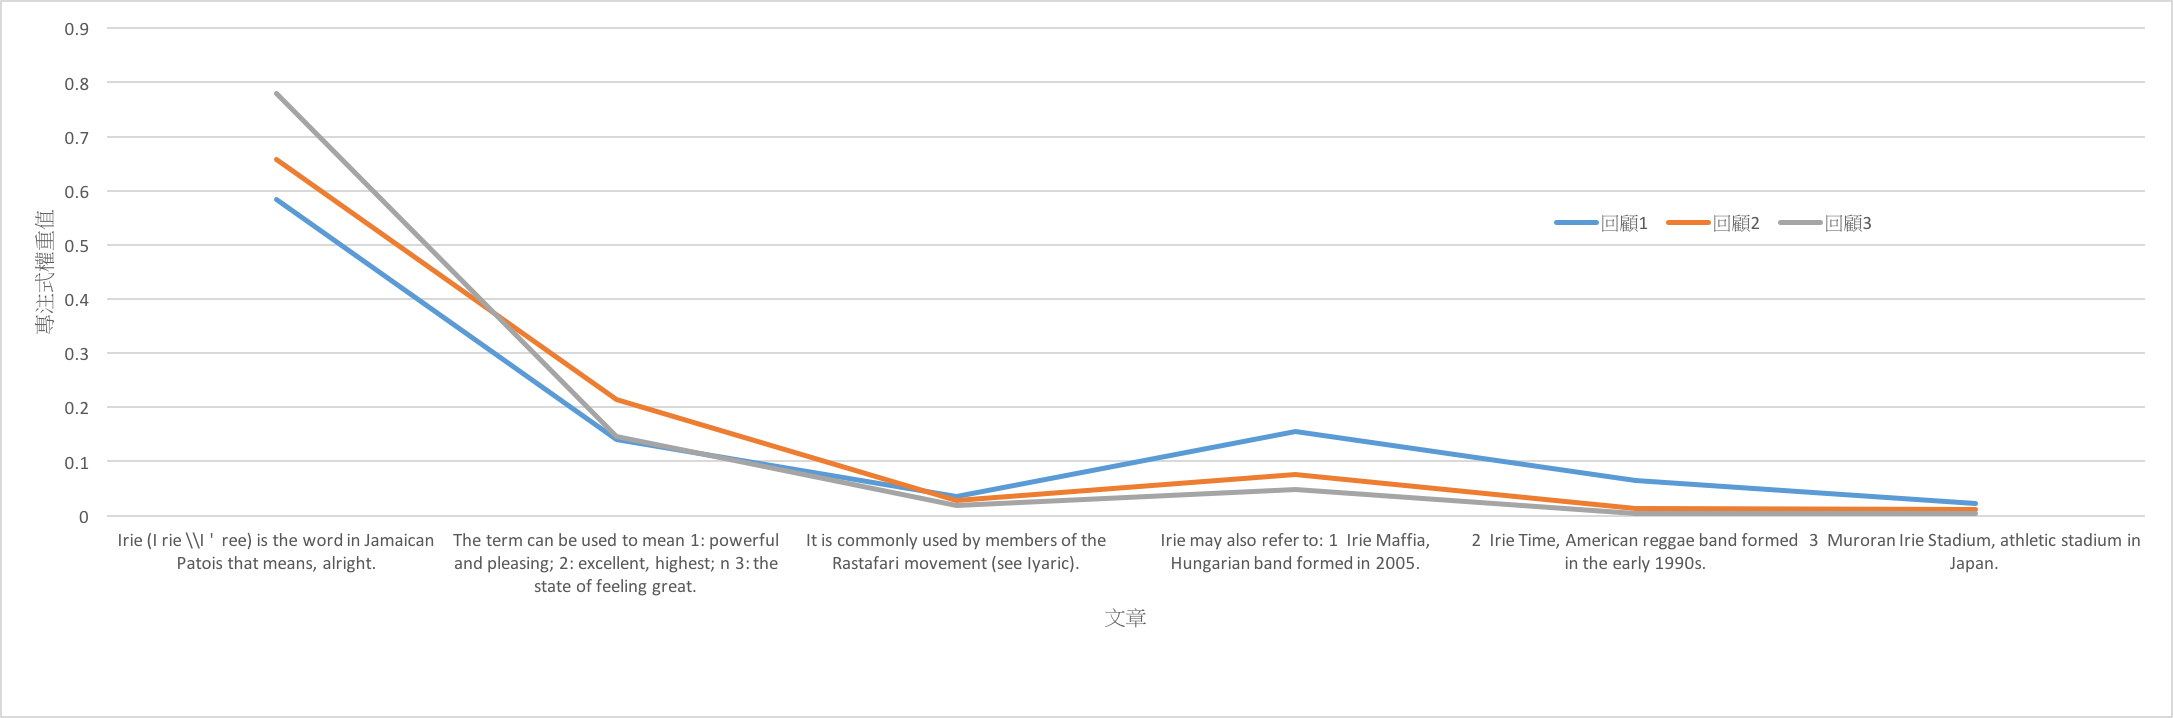 0.9
0.8
0.7
0.6
0.5
0.4
0.3
0.2
0.1
0
專注式權重值
回顧1 回顧2 回顧3
Irie (I rie \\I ' ree) is the word in Jamaican
Patois that means, alright.
The term can be used to mean 1: powerful
and pleasing; 2: excellent, highest; n 3: the
state of feeling great.
It is commonly used by members of the
Rastafari movement (see Iyaric).
Irie may also refer to: 1 Irie Maffia,
Hungarian band formed in 2005.
2 Irie Time, American reggae band formed
in the early 1990s.
3 Muroran Irie Stadium, athletic stadium in
Japan.
文章